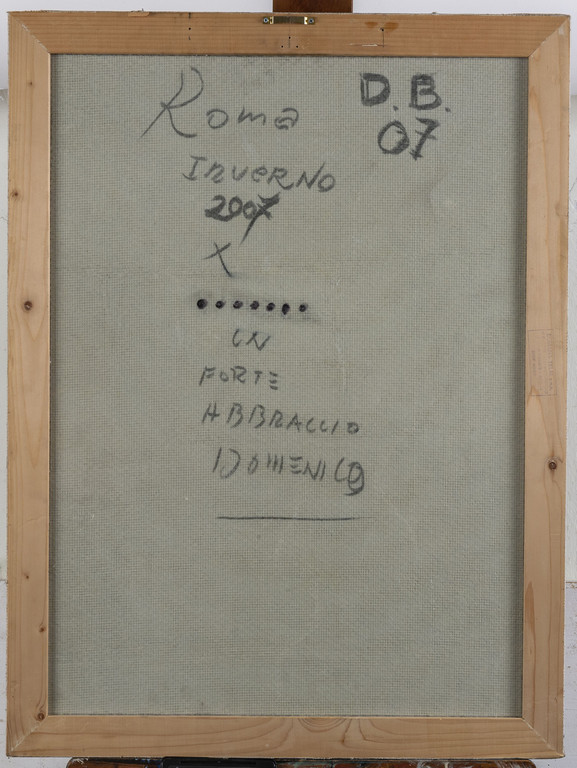 Roma
D. B.
07
INVERNO
2007
X
.......
UN
FORTE
ABBRACCIO
DOMENICO